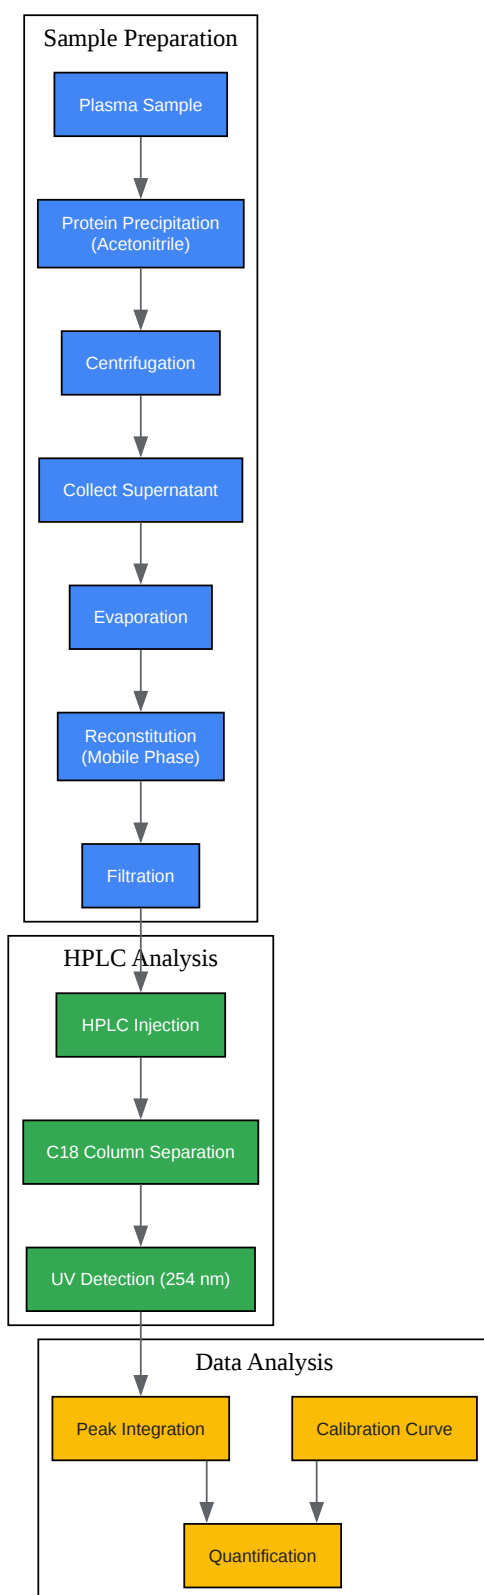 Sample Preparation
Plasma Sample
Protein Precipitation
(Acetonitrile)
Centrifugation
Collect Supernatant
Evaporation
Reconstitution
(Mobile Phase)
Filtration
HPLC Analysis
HPLC Injection
C18 Column Separation
UV Detection (254 nm)
Data Analysis
Peak Integration
Calibration Curve
Quantification